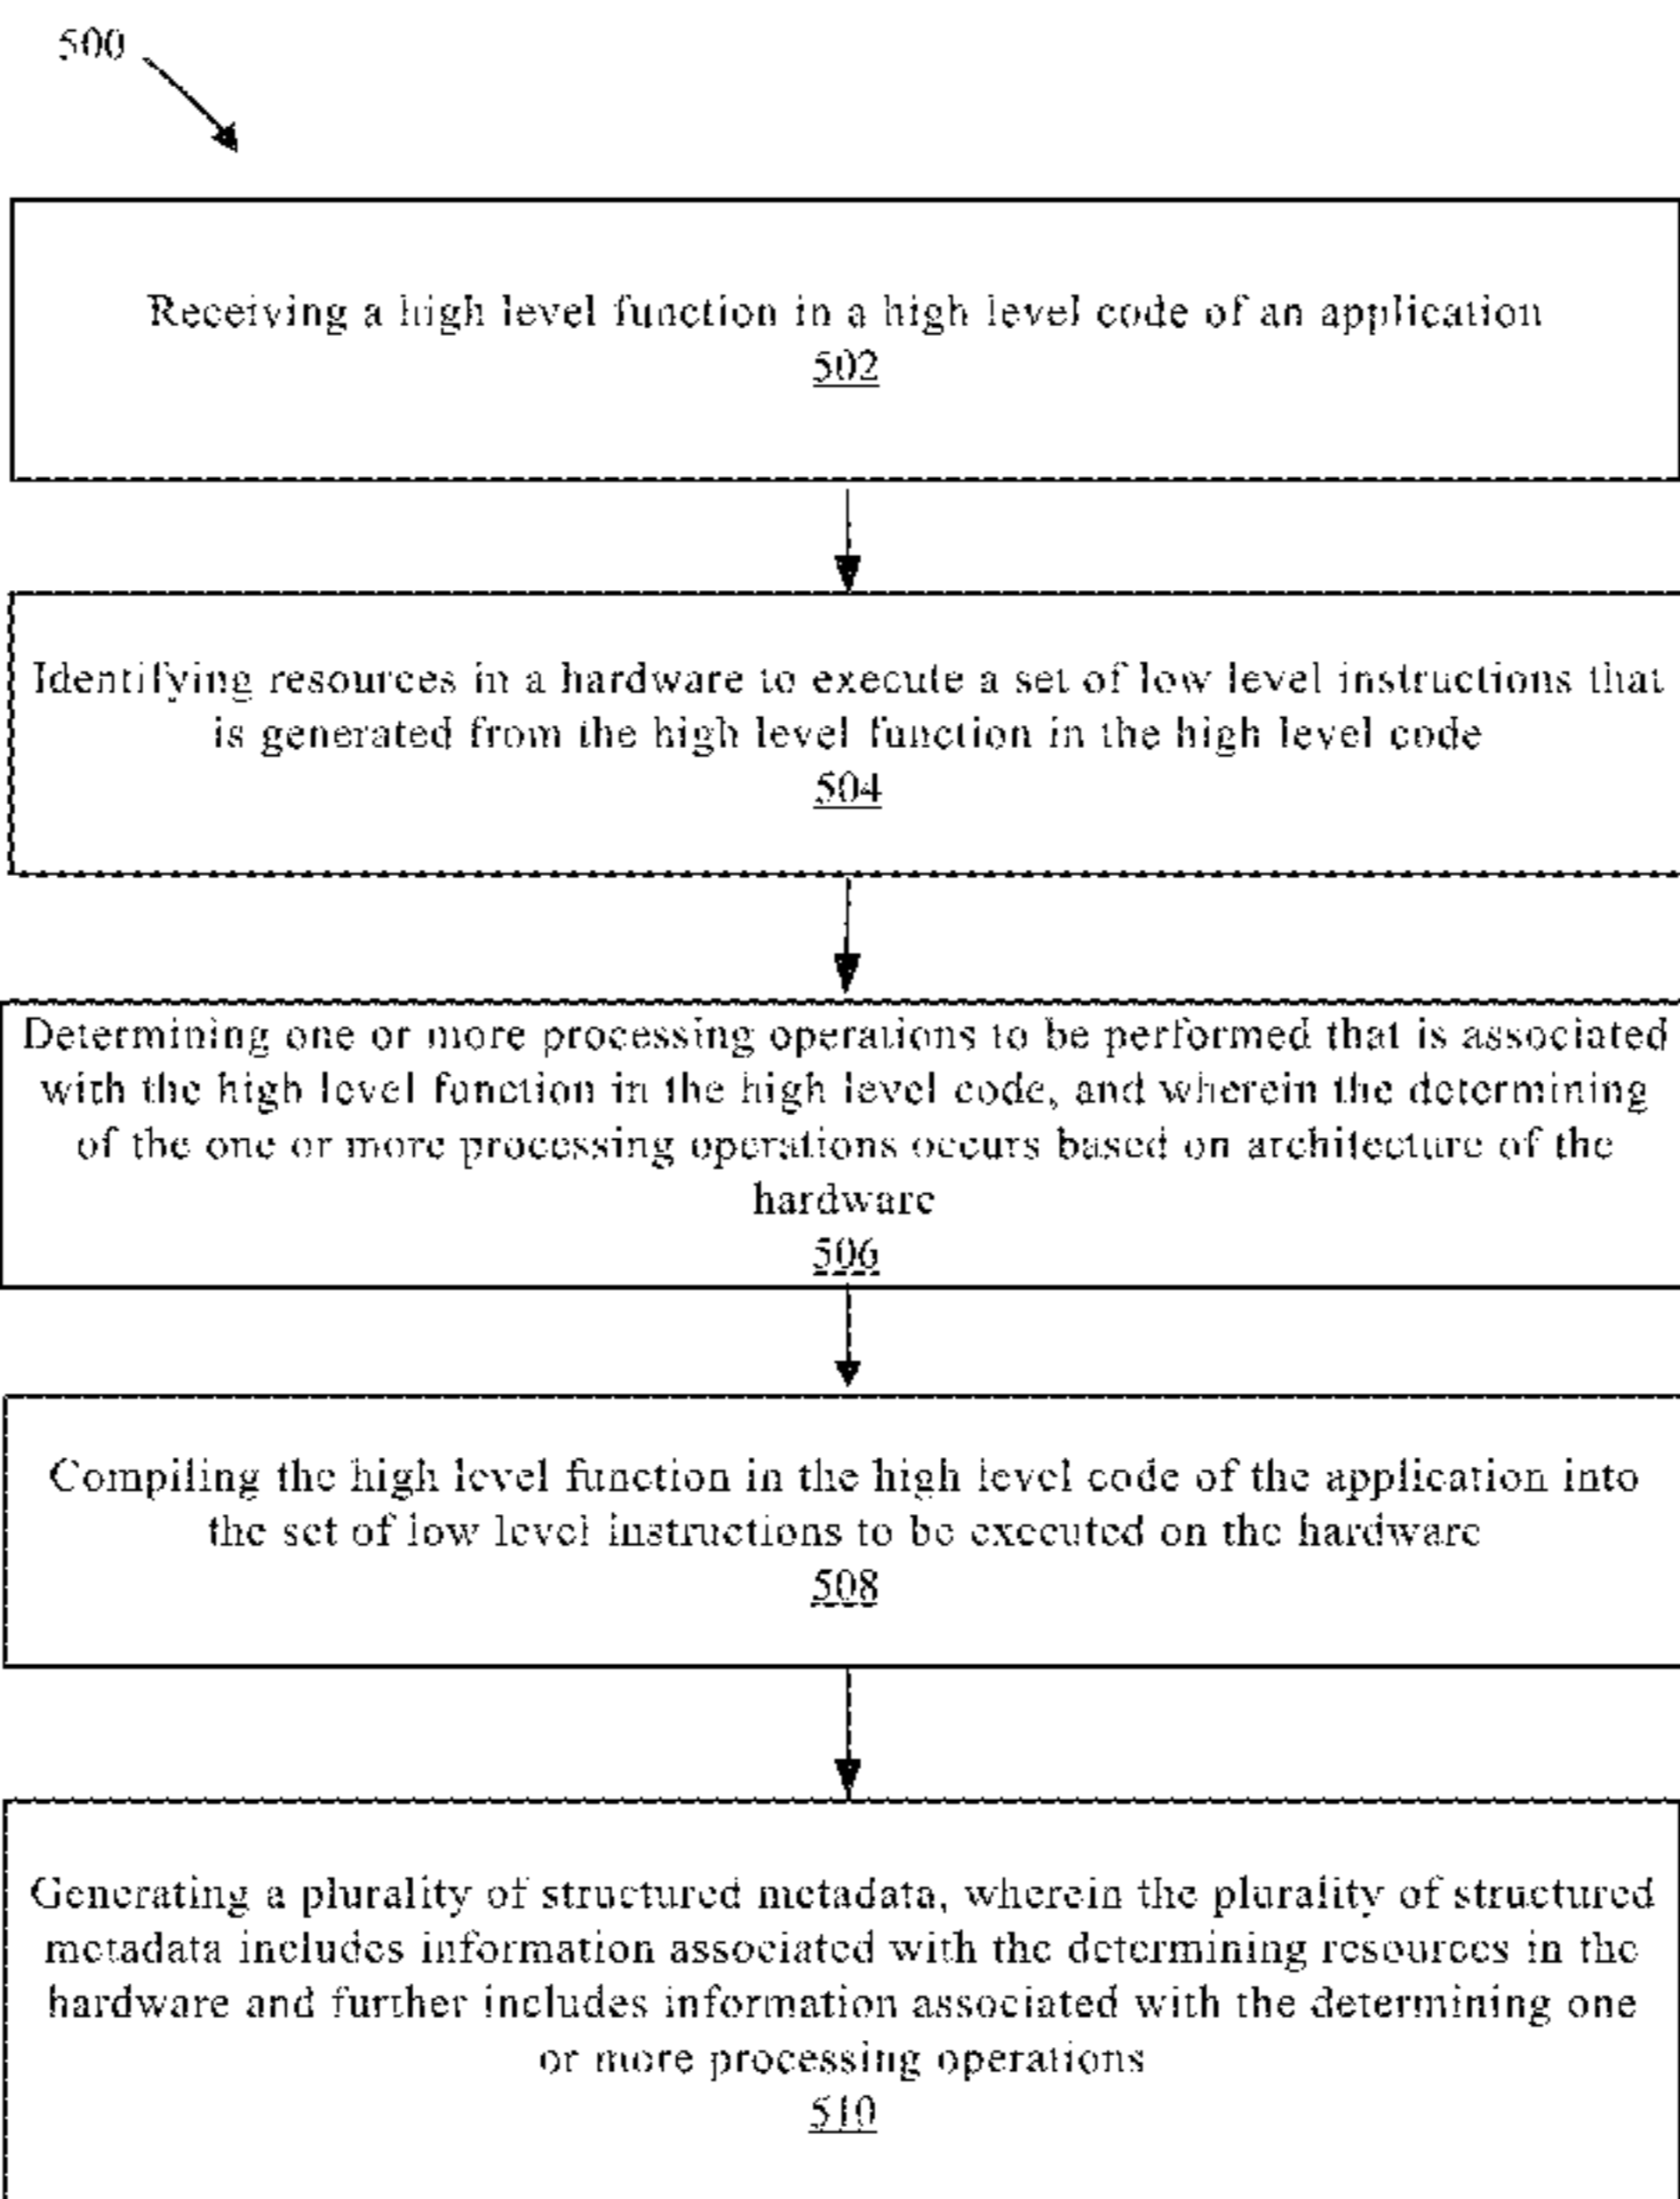 500
Receiving a high level function in a high level code of an application
502
Identifying resources in a hardware to execute a set of low level instructions that
is generated from the high level function in the high level code
504
Determining one or more processing operations to be performed that is associated
with the high level function in the high level code, and wherein the determining
of the one or more processing operations occurs based on architecture of the
hardware
506
Compiling the high level function in the high level code of the application into
the set of low level instructions to be executed on the hardware
508
Generating a plurality of structured metadata, wherein the plurality of structured
metadata includes information associated with the determining resources in the
hardware and further includes information associated with the determining one
or more processing operations
510